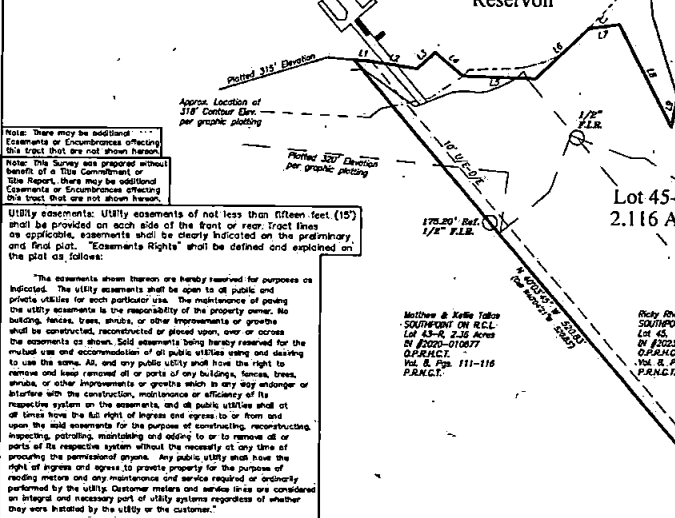 Reservoir
L1
L2
L3
L4
L5
L6
L7
L8
L9
Platted 315' Elevation
Approx. Location of
318' Contour Elev.
per graphic plotting
Platted 320' Elevation
per graphic plotting
10' U/E-D/E
1/2"
F.I.R.
175.20' Ref.
1/2" F.I.R.
Lot 45-
2.116 A
Note: There may be additional
Easements or Encumbrances affecting
this tract that are not shown hereon.
Note: This Survey was prepared without
benefit of a Title Commitment or
Title Report, there may be additional
Easements or Encumbrances affecting
this tract that are not shown hereon.
Utility easements: Utility easements of not less than fifteen feet (15')
shall be provided on each side of the front or rear. Tract lines
as applicable, easements shall be clearly indicated on the preliminary
and final plat. "Easements Rights" shall be defined and explained on
the plat as follows:
"The easements shown thereon are hereby reserved for purposes as
indicated. The utility easements shall be open to all public and
private utilities for each particular use. The maintenance of paving
the utility easements is the responsibility of the property owner. No
building, fences, trees, shrubs, or other improvements or growths
shall be constructed, reconstructed or placed upon, over or across
the easements as shown. Said easements being hereby reserved for the
mutual use and accommodation of all public utilities using and desiring
to use the same. All, and any public utility shall have the right to
remove and keep removed all or parts of any buildings, fences, trees,
shrubs, or other improvements or growths which in any way endanger or
interfere with the construction, maintenance or efficiency of its
respective system on the easements, and all public utilities shall at
all times have the full right of ingress and egress to or from and
upon the said easements for the purpose of constructing, reconstructing,
inspecting, patrolling, maintaining and adding to or to remove all or
parts of its respective system without the necessity at any time of
procuring the permission of anyone. Any public utility shall have the
right of ingress and egress to private property for the purpose of
reading meters and any maintenance and service required or ordinarily
performed by the utility. Customer meters and service lines are considered
an integral and necessary part of utility systems regardless of whether
they were installed by the utility or the customer."
Matthew & Kellie Tallas
SOUTHPOINT ON R.C.L.
Lot 43-R, 2.36 Acres
IN #2020-010677
O.P.R.H.C.T.
Vol. 8, Pgs. 111-116
P.R.H.C.T.
520.83
520.83')
Ricky Rh
SOUTHPO
Lot 45,
IN #2023
O.P.R.H.C
Vol. 8, P
P.R.H.C.T.